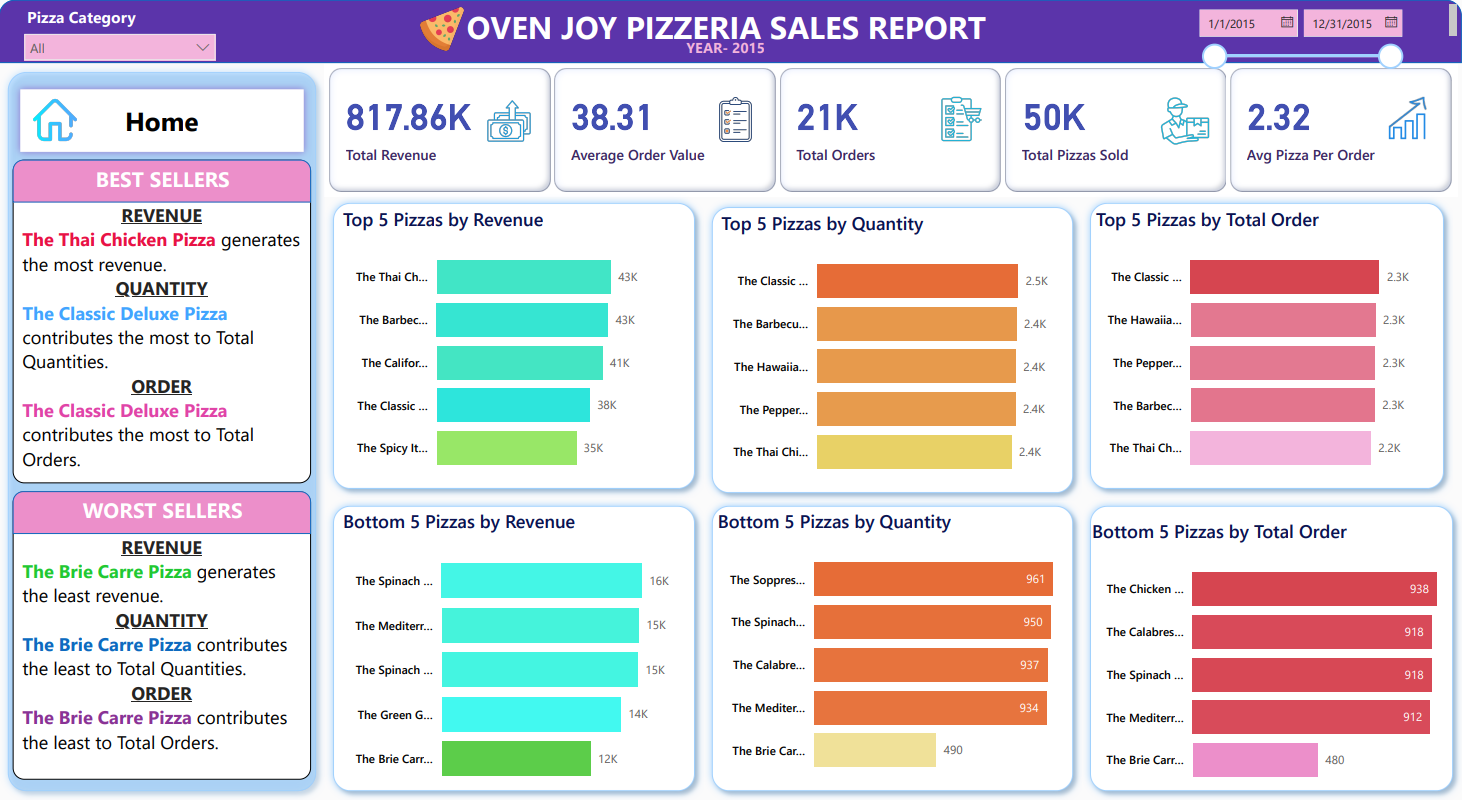 Pizza Category
All
OVEN JOY PIZZERIA SALES REPORT
YEAR- 2015
1/1/2015
12/31/2015
Home
BEST SELLERS
REVENUE
The Thai Chicken Pizza generates
the most revenue.
QUANTITY
The Classic Deluxe Pizza
contributes the most to Total
Quantities.
ORDER
The Classic Deluxe Pizza
contributes the most to Total
Orders.
WORST SELLERS
REVENUE
The Brie Carre Pizza generates
the least revenue.
QUANTITY
The Brie Carre Pizza contributes
the least to Total Quantities.
ORDER
The Brie Carre Pizza contributes
the least to Total Orders.
817.86K
Total Revenue
38.31
Average Order Value
21K
Total Orders
50K
Total Pizzas Sold
2.32
Avg Pizza Per Order
Top 5 Pizzas by Revenue
The Thai Ch... 43K
The Barbec... 43K
The Califor... 41K
The Classic ... 38K
The Spicy It... 35K
Top 5 Pizzas by Quantity
The Classic ... 2.5K
The Barbecu... 2.4K
The Hawaiia... 2.4K
The Pepper... 2.4K
The Thai Chi... 2.4K
Top 5 Pizzas by Total Order
The Classic ... 2.3K
The Hawaiia... 2.3K
The Pepper... 2.3K
The Barbec... 2.3K
The Thai Ch... 2.2K
Bottom 5 Pizzas by Revenue
The Spinach ... 16K
The Mediterr... 15K
The Spinach ... 15K
The Green G... 14K
The Brie Carr... 12K
Bottom 5 Pizzas by Quantity
The Soppres... 961
The Spinach... 950
The Calabre... 937
The Mediter... 934
The Brie Car... 490
Bottom 5 Pizzas by Total Order
The Chicken ... 938
The Calabres... 918
The Spinach ... 918
The Mediterr... 912
The Brie Carr... 480